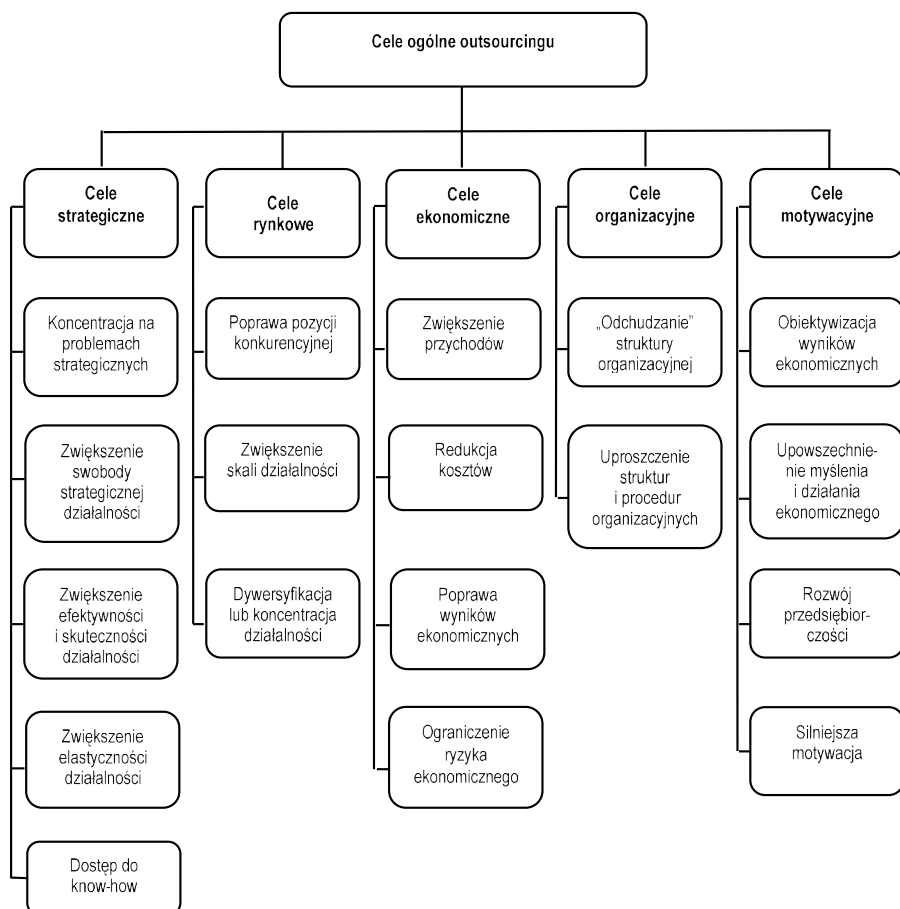 Cele ogólne outsourcingu
Cele
strategiczne
Koncentracja na
problemach
strategicznych
Zwiększenie
swobody
strategicznej
działalności
Zwiększenie
efektywności
i skuteczności
działalności
Zwiększenie
elastyczności
działalności
Dostęp do
know-how
Cele
rynkowe
Poprawa pozycji
konkurencyjnej
Zwiększenie
skali działalności
Dywersyfikacja
lub koncentracja
działalności
Cele
ekonomiczne
Zwiększenie
przychodów
Redukcja
kosztów
Poprawa
wyników
ekonomicznych
Ograniczenie
ryzyka
ekonomicznego
Cele
organizacyjne
„Odchudzanie”
struktury
organizacyjnej
Uproszczenie
struktur
i procedur
organizacyjnych
Cele
motywacyjne
Obiektywizacja
wyników
ekonomicznych
Upowszechnie-
nie myślenia
i działania
ekonomicznego
Rozwój
przedsiębior-
czości
Silniejsza
motywacja